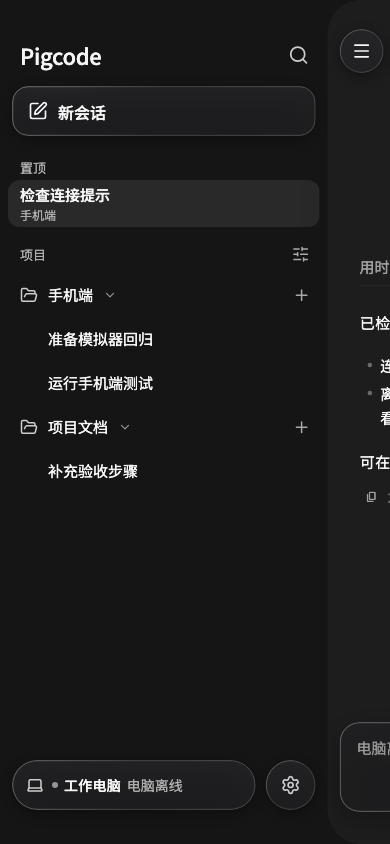 Pigcode
新会话
置顶
检查连接提示
手机端
项目
手机端
准备模拟器回归
运行手机端测试
项目文档
补充验收步骤
工作电脑 电脑离线
用时
已检
看
可在
电脑